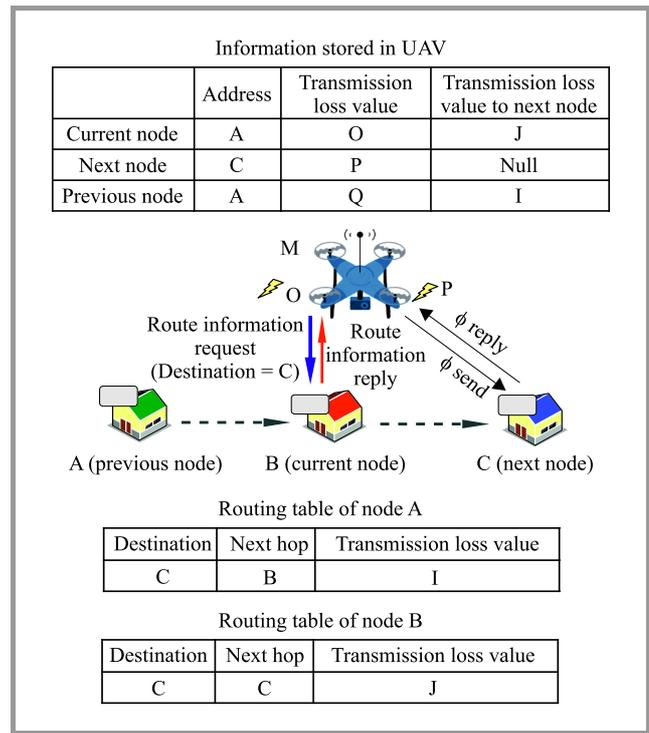 Information stored in UAV
Address Transmission loss value Transmission loss value to next node
Current node A O J
Next node C P Null
Previous node A Q I
M
O P
Route information request (Destination = C)
Route information reply
ϕ reply
ϕ send
A (previous node) B (current node) C (next node)
Routing table of node A
Destination Next hop Transmission loss value
C B I
Routing table of node B
Destination Next hop Transmission loss value
C C J